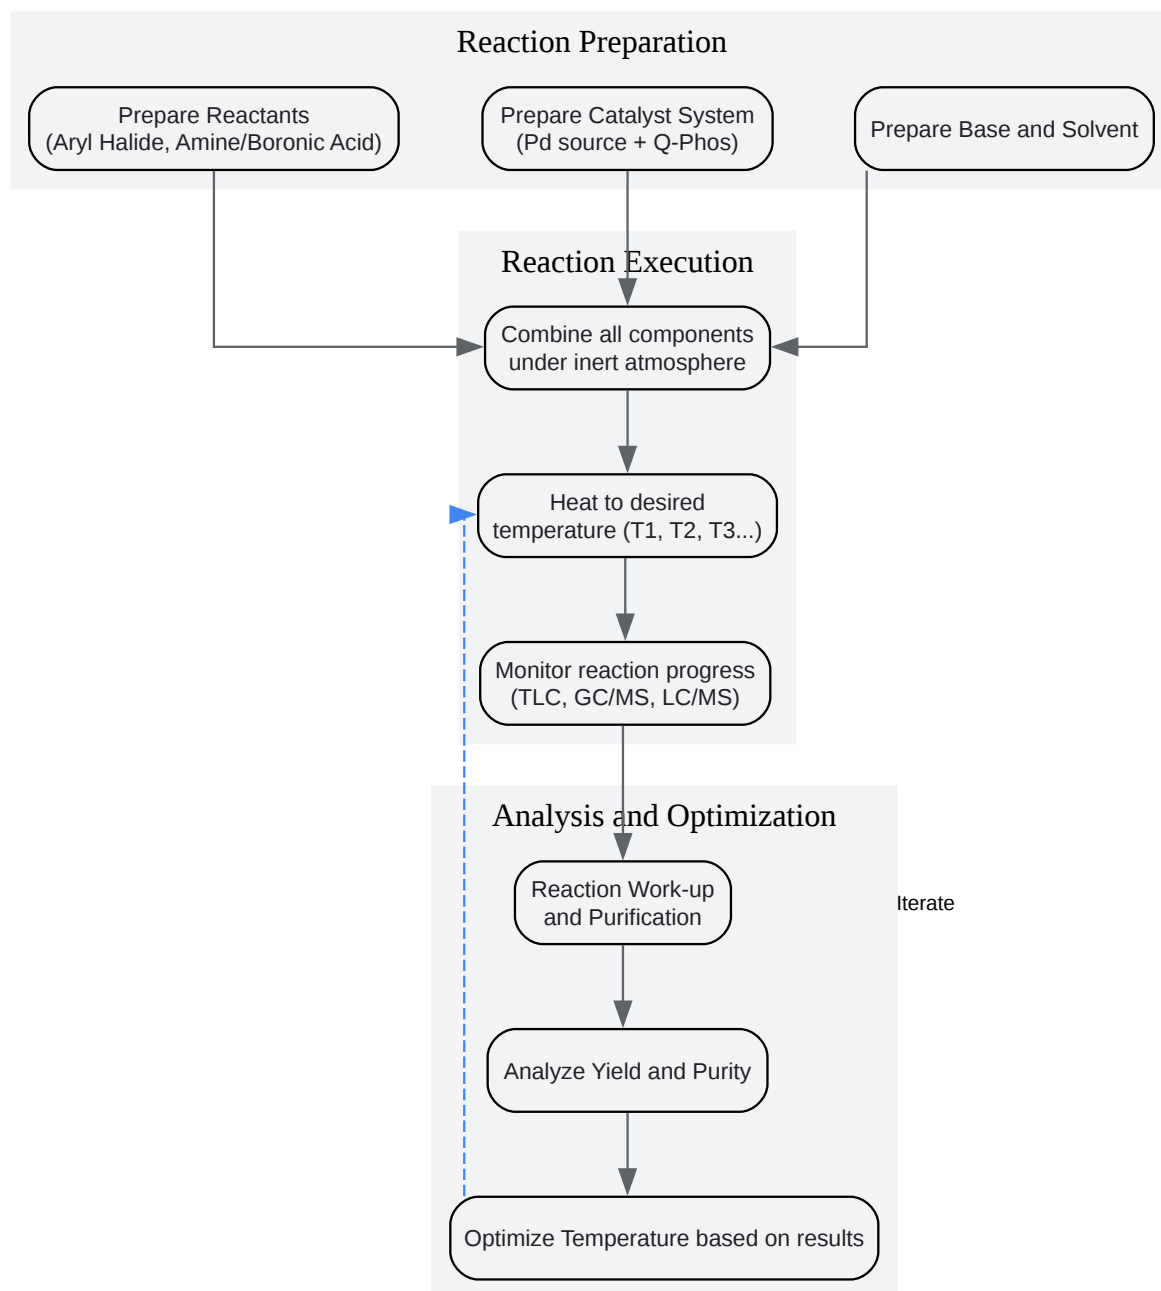 Reaction Preparation
Prepare Reactants
(Aryl Halide, Amine/Boronic Acid)
Prepare Catalyst System
(Pd source + Q-Phos)
Prepare Base and Solvent
Reaction Execution
Combine all components
under inert atmosphere
Heat to desired
temperature (T1, T2, T3...)
Monitor reaction progress
(TLC, GC/MS, LC/MS)
Analysis and Optimization
Reaction Work-up
and Purification
Iterate
Analyze Yield and Purity
Optimize Temperature based on results